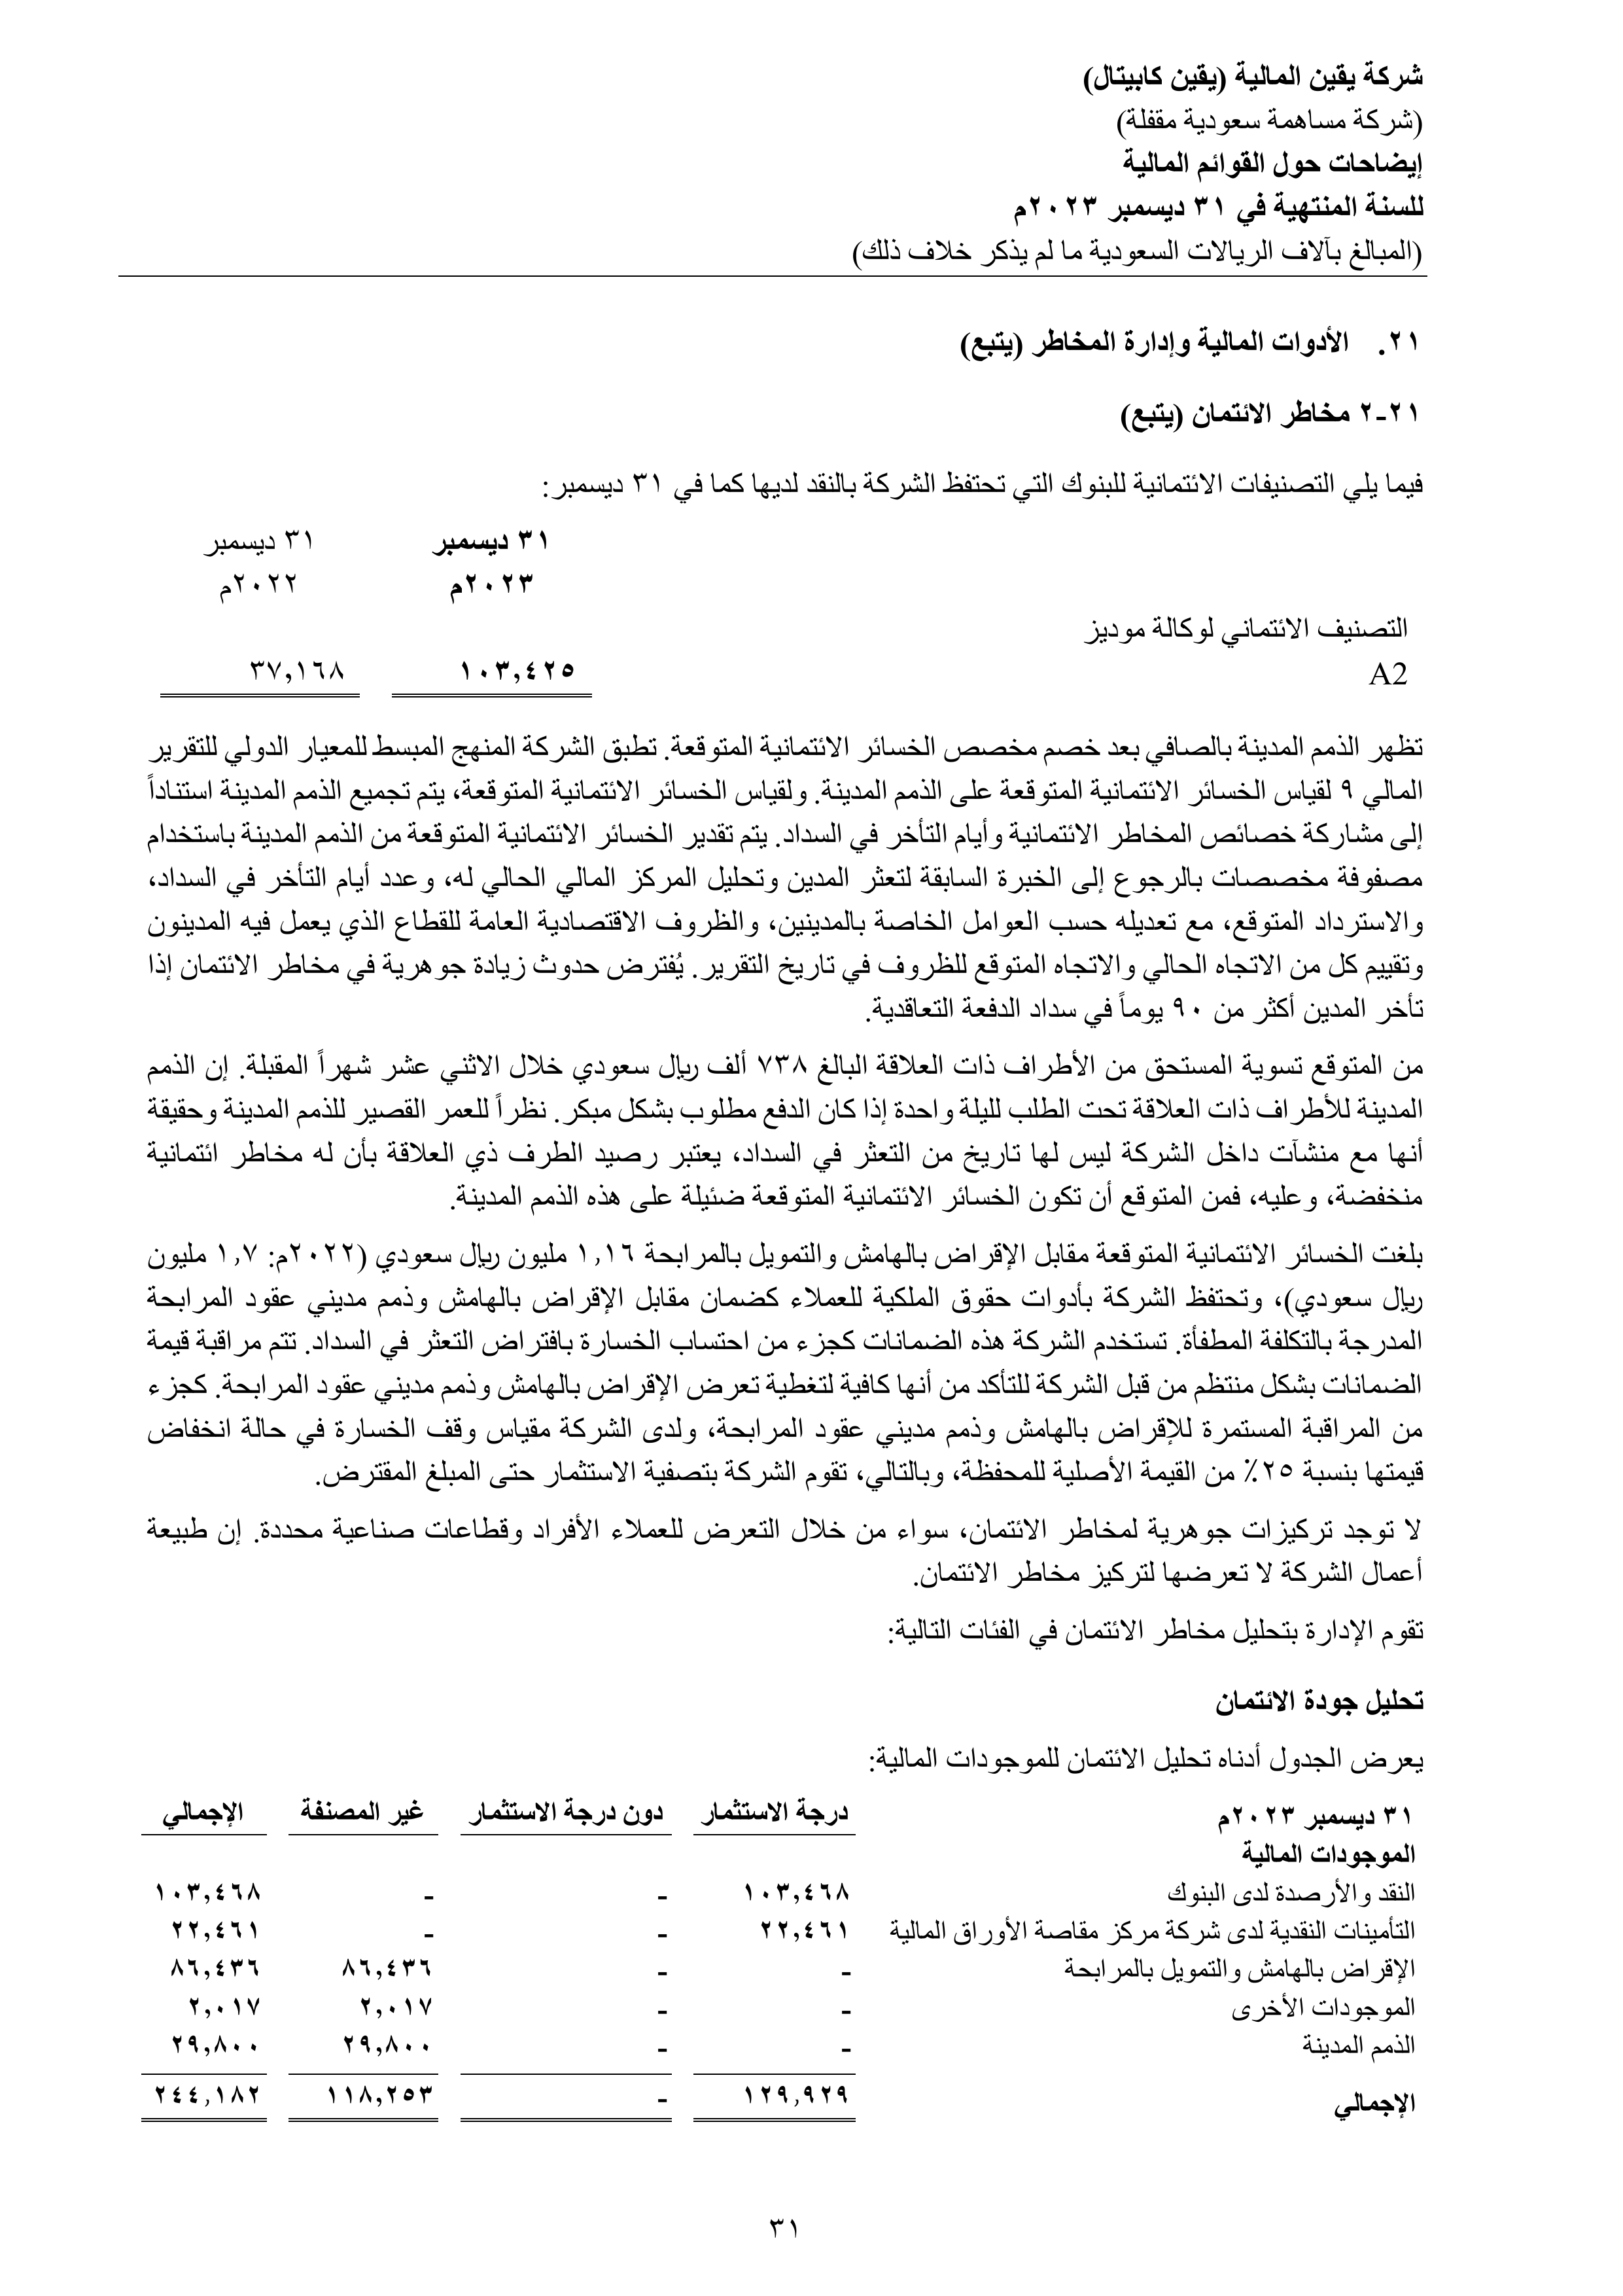 شركة يقين المالية (يقين كابيتال)
(شركة مساهمة سعودية مقفلة)
إيضاحات حول القوائم المالية
للسنة المنتهية في ٣١ ديسمبر ٢٠٢٣م
(المبالغ بآلاف الريالات السعودية ما لم يذكر خلاف ذلك)
٢١. الأدوات المالية وإدارة المخاطر (يتبع)
٢١-٢ مخاطر الائتمان (يتبع)
فيما يلي التصنيفات الائتمانية للبنوك التي تحتفظ الشركة بالنقد لديها كما في ٣١ ديسمبر:
٣١ ديسمبر ٣١ ديسمبر
٢٠٢٣م ٢٠٢٢م
التصنيف الائتماني لوكالة موديز
A2 ١٠٣,٤٢٥ ٣٧,١٦٨
تظهر الذمم المدينة بالصافي بعد خصم مخصص الخسائر الائتمانية المتوقعة. تطبق الشركة المنهج المبسط للمعيار الدولي للتقرير
المالي ٩ لقياس الخسائر الائتمانية المتوقعة على الذمم المدينة. ولقياس الخسائر الائتمانية المتوقعة، يتم تجميع الذمم المدينة استناداً
إلى مشاركة خصائص المخاطر الائتمانية وأيام التأخر في السداد. يتم تقدير الخسائر الائتمانية المتوقعة من الذمم المدينة باستخدام
مصفوفة مخصصات بالرجوع إلى الخبرة السابقة لتعثر المدين وتحليل المركز المالي الحالي له، وعدد أيام التأخر في السداد،
والاسترداد المتوقع، مع تعديله حسب العوامل الخاصة بالمدينين، والظروف الاقتصادية العامة للقطاع الذي يعمل فيه المدينون
وتقييم كل من الاتجاه الحالي والاتجاه المتوقع للظروف في تاريخ التقرير. يُفترض حدوث زيادة جوهرية في مخاطر الائتمان إذا
تأخر المدين أكثر من ٩٠ يوماً في سداد الدفعة التعاقدية.
من المتوقع تسوية المستحق من الأطراف ذات العلاقة البالغ ٧٣٨ ألف ريال سعودي خلال الاثني عشر شهراً المقبلة. إن الذمم
المدينة للأطراف ذات العلاقة تحت الطلب لليلة واحدة إذا كان الدفع مطلوب بشكل مبكر. نظراً للعمر القصير للذمم المدينة وحقيقة
أنها مع منشآت داخل الشركة ليس لها تاريخ من التعثر في السداد، يعتبر رصيد الطرف ذي العلاقة بأن له مخاطر ائتمانية
منخفضة، وعليه، فمن المتوقع أن تكون الخسائر الائتمانية المتوقعة ضئيلة على هذه الذمم المدينة.
بلغت الخسائر الائتمانية المتوقعة مقابل الإقراض بالهامش والتمويل بالمرابحة ١,١٦ مليون ريال سعودي (٢٠٢٢م: ١,٧ مليون
ريال سعودي)، وتحتفظ الشركة بأدوات حقوق الملكية للعملاء كضمان مقابل الإقراض بالهامش وذمم مديني عقود المرابحة
المدرجة بالتكلفة المطفأة. تستخدم الشركة هذه الضمانات كجزء من احتساب الخسارة بافتراض التعثر في السداد. تتم مراقبة قيمة
الضمانات بشكل منتظم من قبل الشركة للتأكد من أنها كافية لتغطية تعرض الإقراض بالهامش وذمم مديني عقود المرابحة. كجزء
من المراقبة المستمرة للإقراض بالهامش وذمم مديني عقود المرابحة، ولدى الشركة مقياس وقف الخسارة في حالة انخفاض
قيمتها بنسبة ٢٥٪ من القيمة الأصلية للمحفظة، وبالتالي، تقوم الشركة بتصفية الاستثمار حتى المبلغ المقترض.
لا توجد تركيزات جوهرية لمخاطر الائتمان، سواء من خلال التعرض للعملاء الأفراد وقطاعات صناعية محددة. إن طبيعة
أعمال الشركة لا تعرضها لتركيز مخاطر الائتمان.
تقوم الإدارة بتحليل مخاطر الائتمان في الفئات التالية:
تحليل جودة الائتمان
يعرض الجدول أدناه تحليل الائتمان للموجودات المالية:
٣١ ديسمبر ٢٠٢٣م درجة الاستثمار دون درجة الاستثمار غير المصنفة الإجمالي
الموجودات المالية
النقد والأرصدة لدى البنوك ١٠٣,٤٦٨ - - ١٠٣,٤٦٨
التأمينات النقدية لدى شركة مركز مقاصة الأوراق المالية ٢٢,٤٦١ - - ٢٢,٤٦١
الإقراض بالهامش والتمويل بالمرابحة - - ٨٦,٤٣٦ ٨٦,٤٣٦
الموجودات الأخرى - - ٢,٠١٧ ٢,٠١٧
الذمم المدينة - - ٢٩,٨٠٠ ٢٩,٨٠٠
الإجمالي ١٢٩,٩٢٩ - ١١٨,٢٥٣ ٢٤٤,١٨٢
٣١